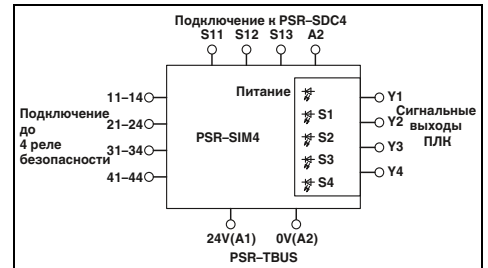 Подключение к PSR–SDC4
S11 S12 S13 A2
Питание
11–14
21–24
31–34
41–44
Подключение
до
4 реле
безопасности
PSR–SIM4
S1
S2
S3
S4
Y1
Y2
Y3
Y4
Сигнальные
выходы
ПЛК
24V(A1) 0V(A2)
PSR–TBUS